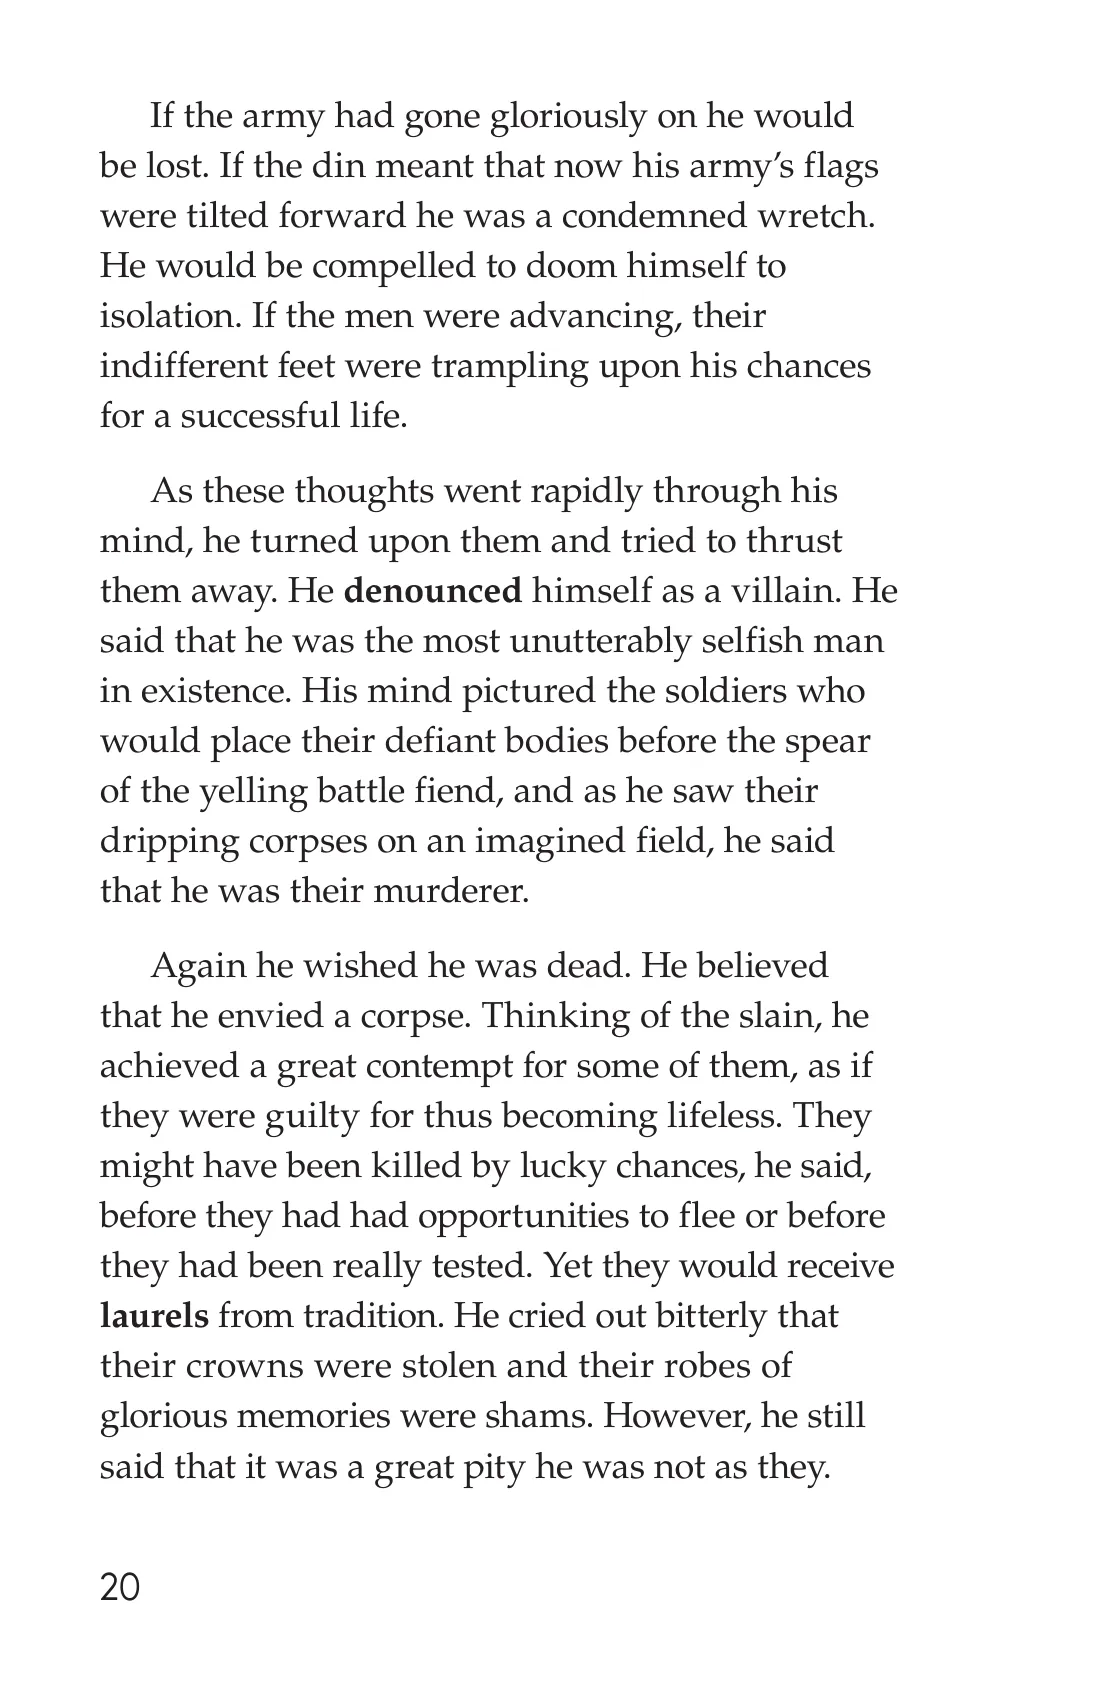 If the army had gone gloriously on he would
be lost. If the din meant that now his army’s flags
were tilted forward he was a condemned wretch.
He would be compelled to doom himself to
isolation. If the men were advancing, their
indifferent feet were trampling upon his chances
for a successful life.
As these thoughts went rapidly through his
mind, he turned upon them and tried to thrust
them away. He denounced himself as a villain. He
said that he was the most unutterably selfish man
in existence. His mind pictured the soldiers who
would place their defiant bodies before the spear
of the yelling battle fiend, and as he saw their
dripping corpses on an imagined field, he said
that he was their murderer.
Again he wished he was dead. He believed
that he envied a corpse. Thinking of the slain, he
achieved a great contempt for some of them, as if
they were guilty for thus becoming lifeless. They
might have been killed by lucky chances, he said,
before they had had opportunities to flee or before
they had been really tested. Yet they would receive
laurels from tradition. He cried out bitterly that
their crowns were stolen and their robes of
glorious memories were shams. However, he still
said that it was a great pity he was not as they.
20